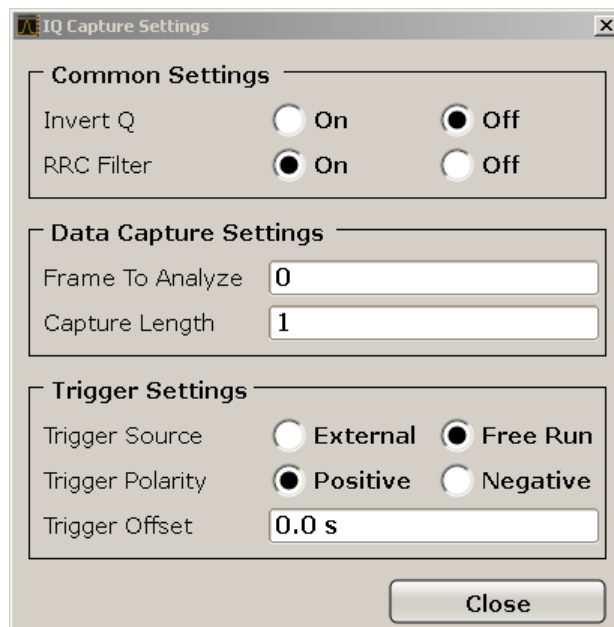 IQ Capture Settings
Common Settings
Invert Q On Off
RRC Filter On Off
Data Capture Settings
Frame To Analyze 0
Capture Length 1
Trigger Settings
Trigger Source External Free Run
Trigger Polarity Positive Negative
Trigger Offset 0.0 s
Close